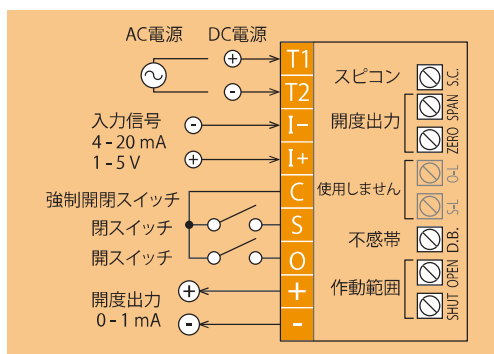 AC電源 DC電源
+
-
入力信号
4 - 20 mA
1 - 5 V
-
+
強制開閉スイッチ
閉スイッチ
開スイッチ
開度出力
0 - 1 mA
+
-
T1
T2
I−
I+
C
S
O
+
-
スピコン
S.C.
開度出力
SPAN
ZERO
使用しません
O-L
S-L
不感帯
D.B.
作動範囲
OPEN
SHUT